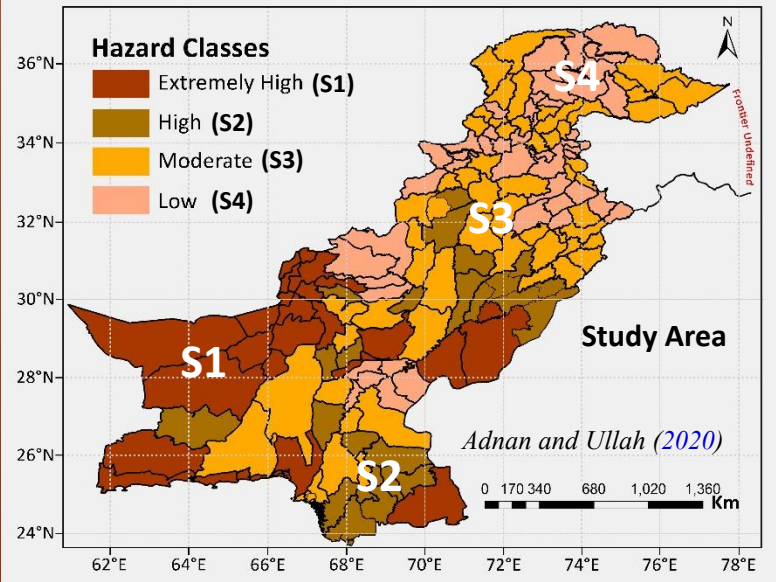 Hazard Classes
Extremely High (S1)
High (S2)
Moderate (S3)
Low (S4)
N
S4
Frontier Undefined
S3
S1
Study Area
S2
Adnan and Ullah (2020)
0 170 340 680 1,020 1,360
Km
36°N
34°N
32°N
30°N
28°N
26°N
24°N
62°E 64°E 66°E 68°E 70°E 72°E 74°E 76°E 78°E